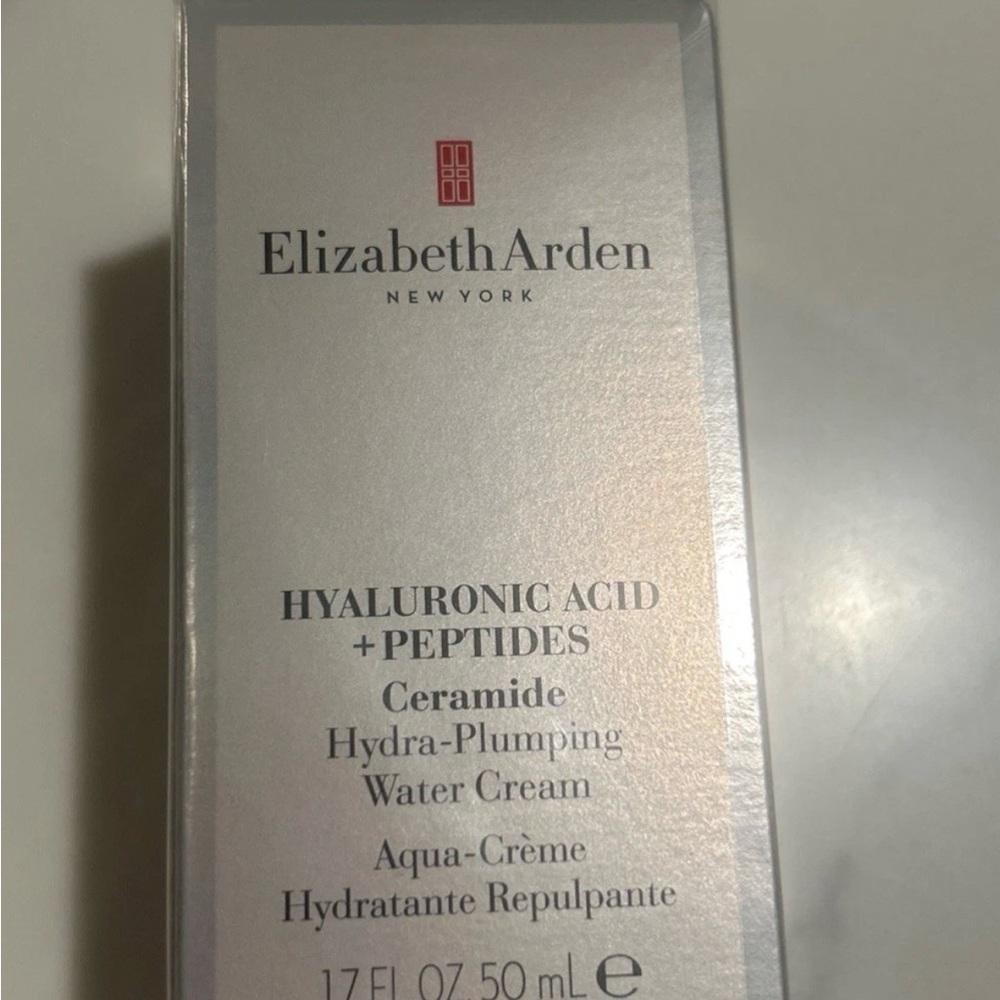 Elizabeth Arden
NEW YORK
HYALURONIC ACID
+PEPTIDES
Ceramide
Hydra-Plumping
Water Cream
Aqua-Crème
Hydratante Repulpante
1.7 FL. OZ. 50 mL ℮